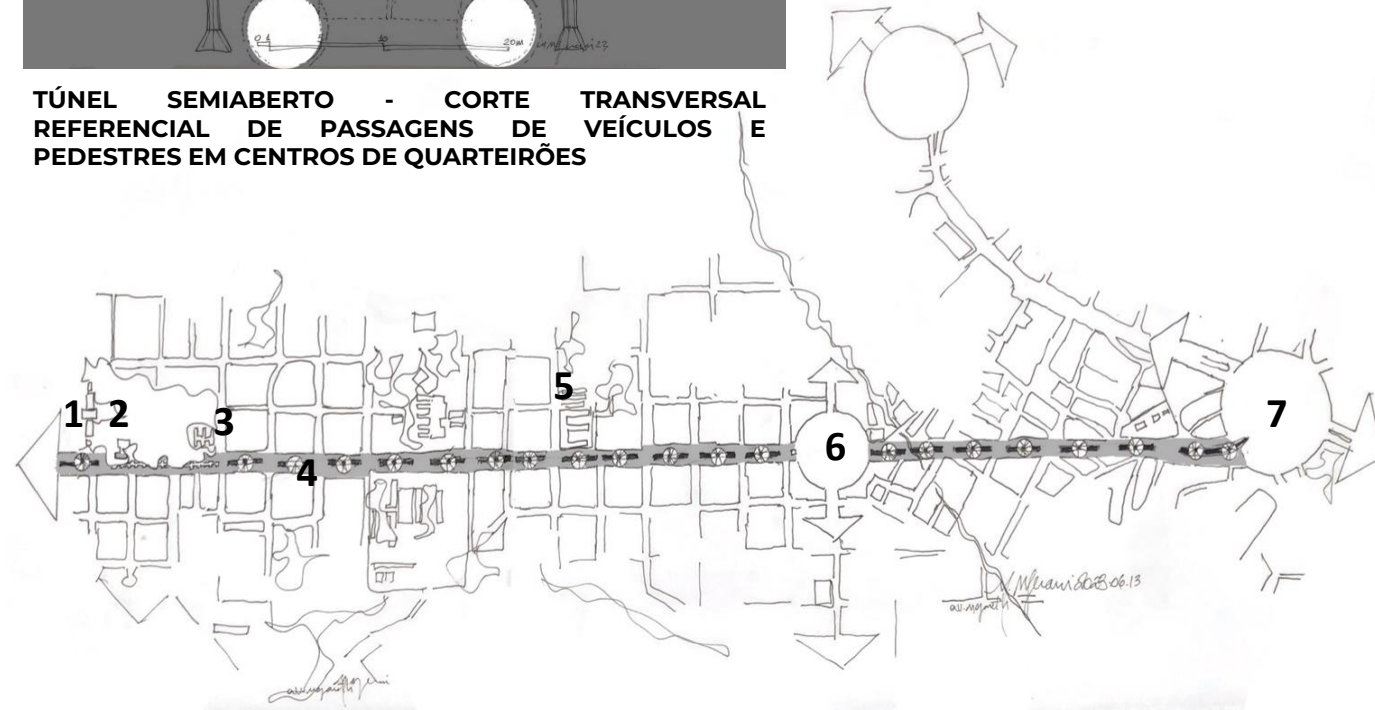 20m
TÚNEL SEMIABERTO - CORTE TRANSVERSAL
REFERENCIAL DE PASSAGENS DE VEÍCULOS E
PEDESTRES EM CENTROS DE QUARTEIRÕES
5
1 2 3
7
6
4